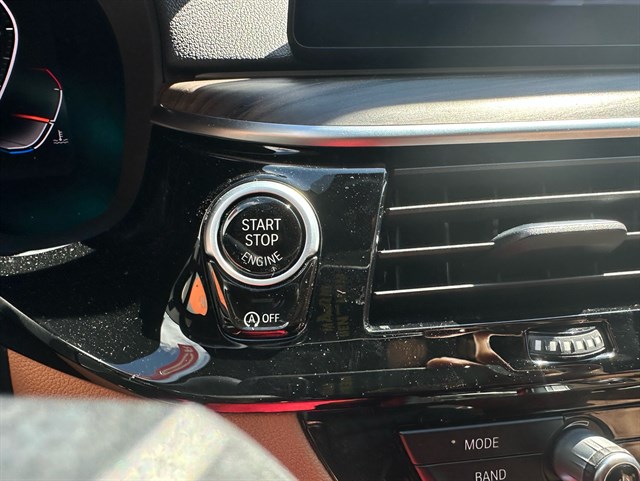 START
STOP
ENGINE
A OFF
MODE
BAND